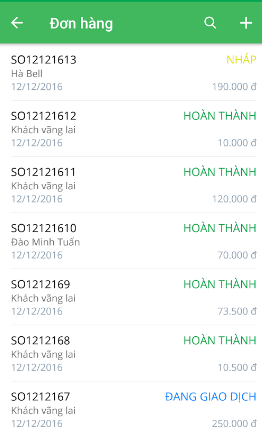 Đơn hàng
SO12121613 NHÁP
Hà Bell
12/12/2016 190.000 đ
SO12121612 HOÀN THÀNH
Khách vãng lai
12/12/2016 10.000 đ
SO12121611 HOÀN THÀNH
Khách vãng lai
12/12/2016 120.000 đ
SO12121610 HOÀN THÀNH
Đào Minh Tuấn
12/12/2016 70.000 đ
SO1212169 HOÀN THÀNH
Khách vãng lai
12/12/2016 73.500 đ
SO1212168 HOÀN THÀNH
Khách vãng lai
12/12/2016 10.500 đ
SO1212167 ĐANG GIAO DỊCH
Khách vãng lai
12/12/2016 250.000 đ